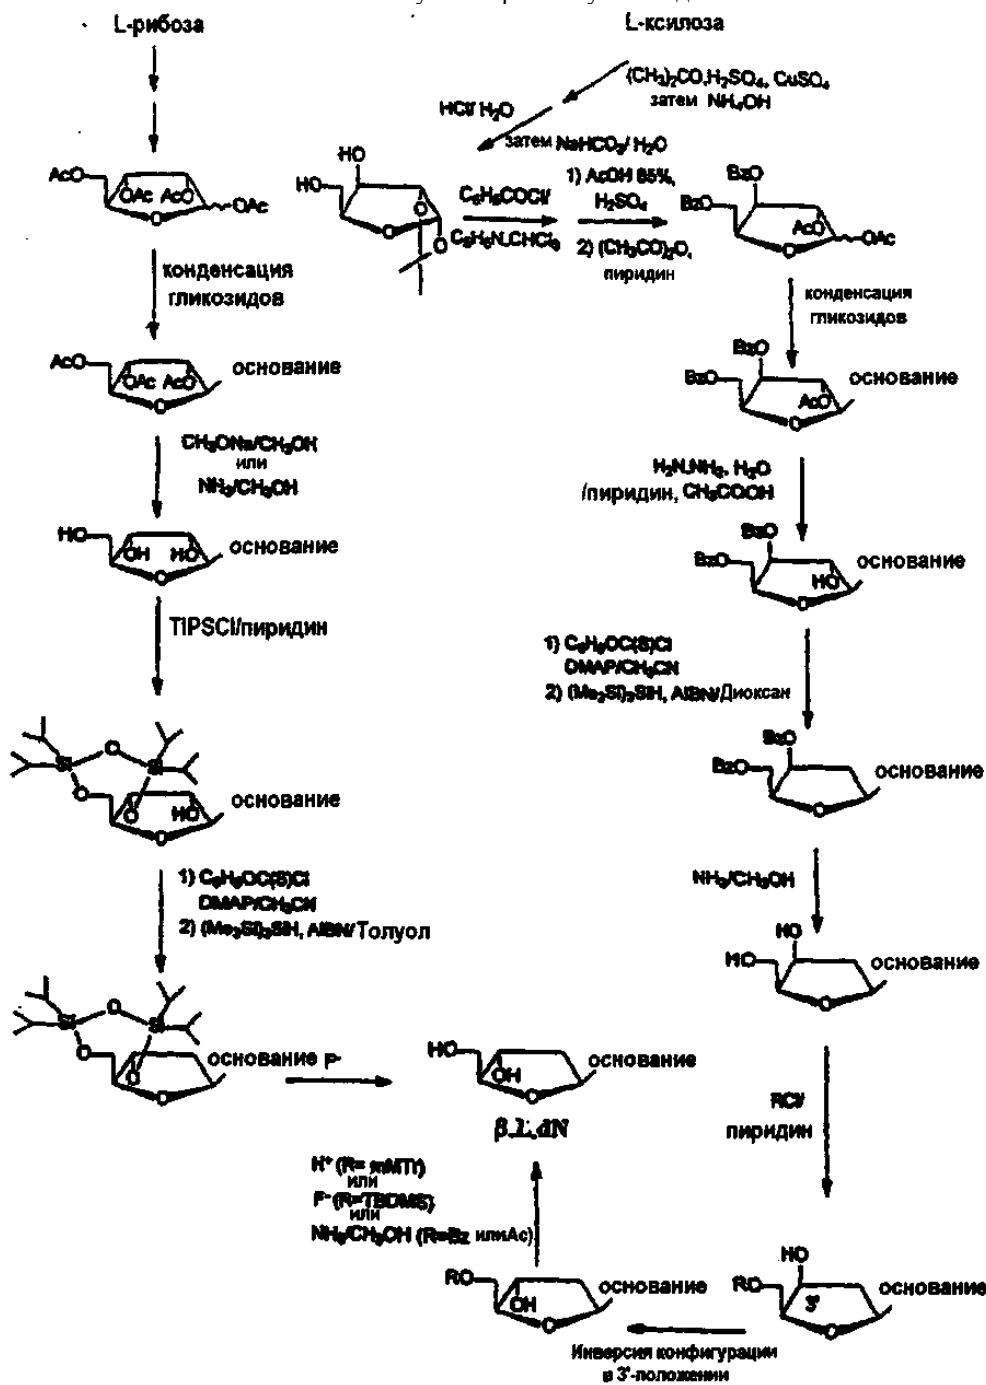 L-рибоза
L-ксилоза
(CH₃)₂CO,H₂SO₄, CuSO₄
затем NH₄OH
HCl/ H₂O
затем NaHCO₃/ H₂O
AcO
OAc AcO
OAc
O
HO
HO
O
O
O
C₆H₅COCl/
C₅H₅N,CHCl₃
1) AcOH 85%,
H₂SO₄
2) (CH₃CO)₂O,
пиридин
BzO
BzO
AcO
OAc
O
конденсация
гликозидов
конденсация
гликозидов
AcO
OAc AcO
основание
O
BzO
BzO
основание
AcO
O
CH₃ONa/CH₃OH
или
NH₃/CH₃OH
H₂N.NH₂, H₂O
/пиридин, CH₃COOH
HO
OH HO
основание
O
BzO
BzO
основание
HO
O
TIPSCl/пиридин
1) C₆H₅OC(S)Cl
DMAP/CH₃CN
2) (Me₃Si)₃SiH, AIBN/Диоксан
O
Si
Si
O
O
HO
основание
O
BzO
BzO
основание
O
1) C₆H₅OC(S)Cl
DMAP/CH₃CN
2) (Me₃Si)₃SiH, AIBN/Толуол
NH₃/CH₃OH
HO
HO
основание
O
O
Si
Si
O
O
основание
O
F-
HO
OH
основание
O
β.L.dN
RCl/
пиридин
H⁺ (R= mMTr)
или
F- (R=TBDMS)
или
NH₃/CH₃OH (R=Bz илиAc)
RO
OH
основание
O
HO
RO
3'
основание
O
Инверсия конфигурации
в 3'-положении